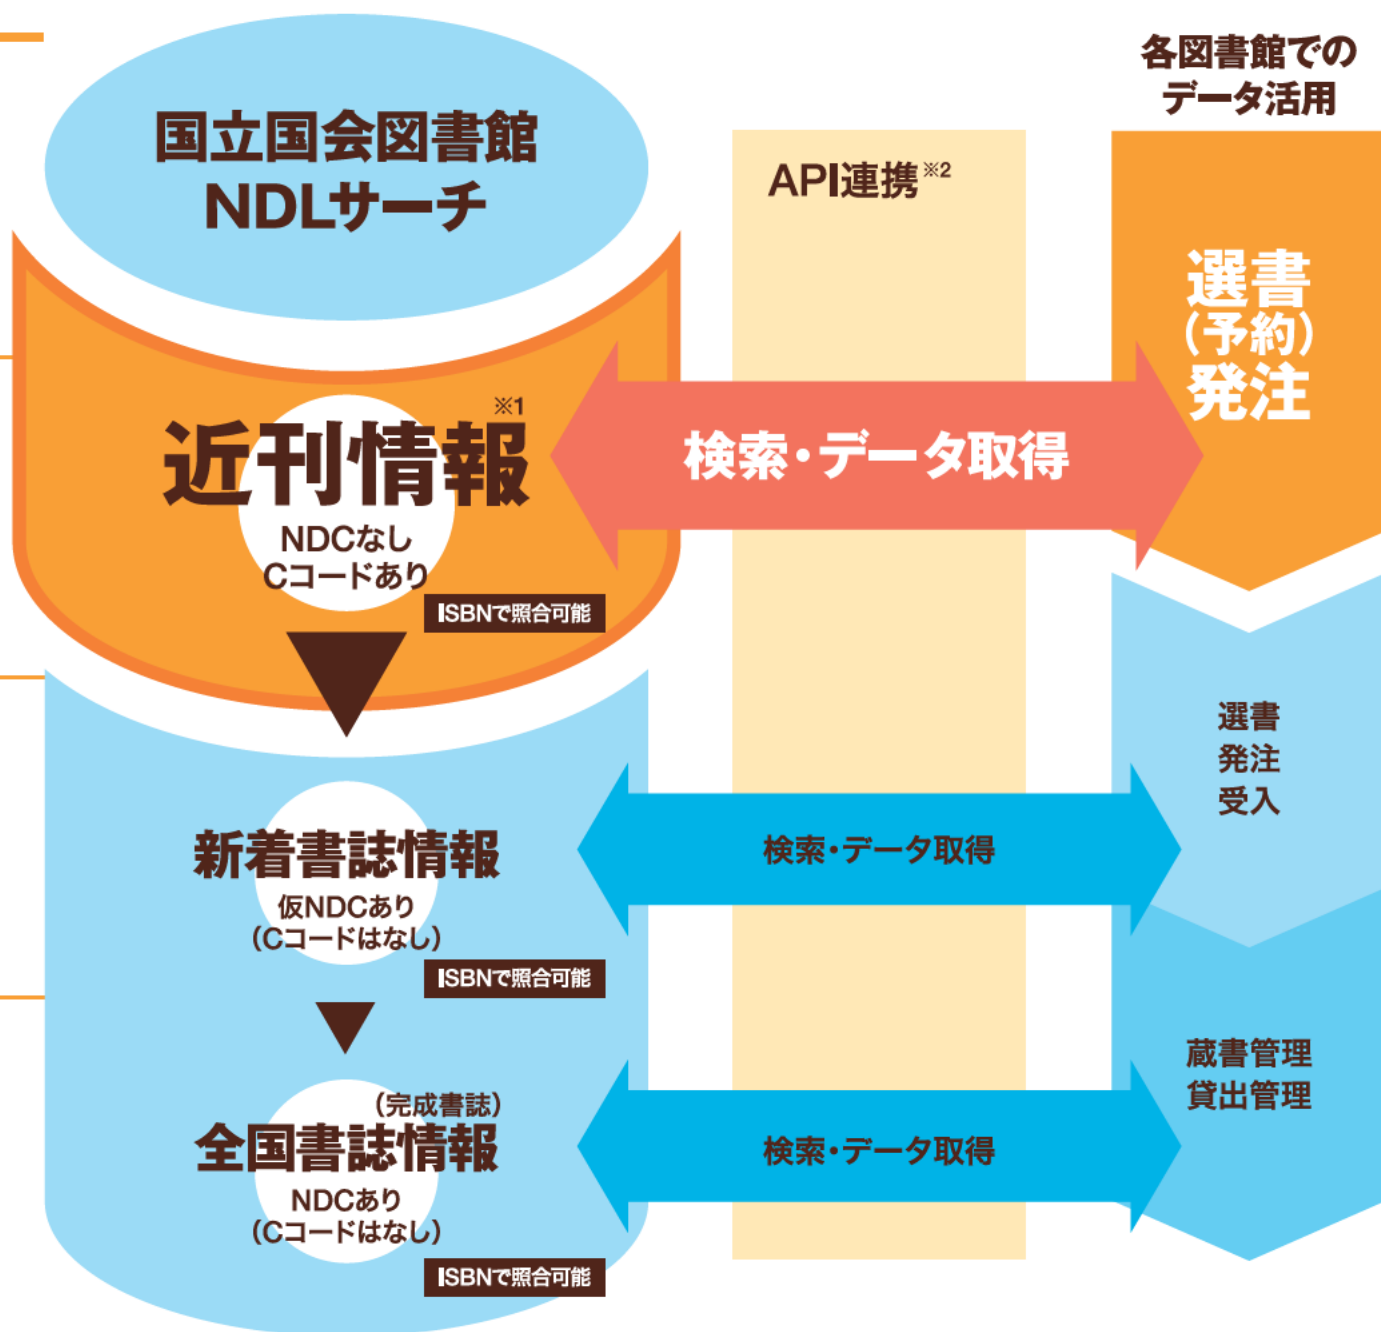 国立国会図書館
NDLサーチ
各図書館での
データ活用
API連携※2
選書
(予約)
発注
※1
近刊情報
NDCなし
Cコードあり
ISBNで照合可能
検索・データ取得
新着書誌情報
仮NDCあり
(Cコードはなし)
ISBNで照合可能
検索・データ取得
選書
発注
受入
(完成書誌)
全国書誌情報
NDCあり
(Cコードはなし)
ISBNで照合可能
検索・データ取得
蔵書管理
貸出管理